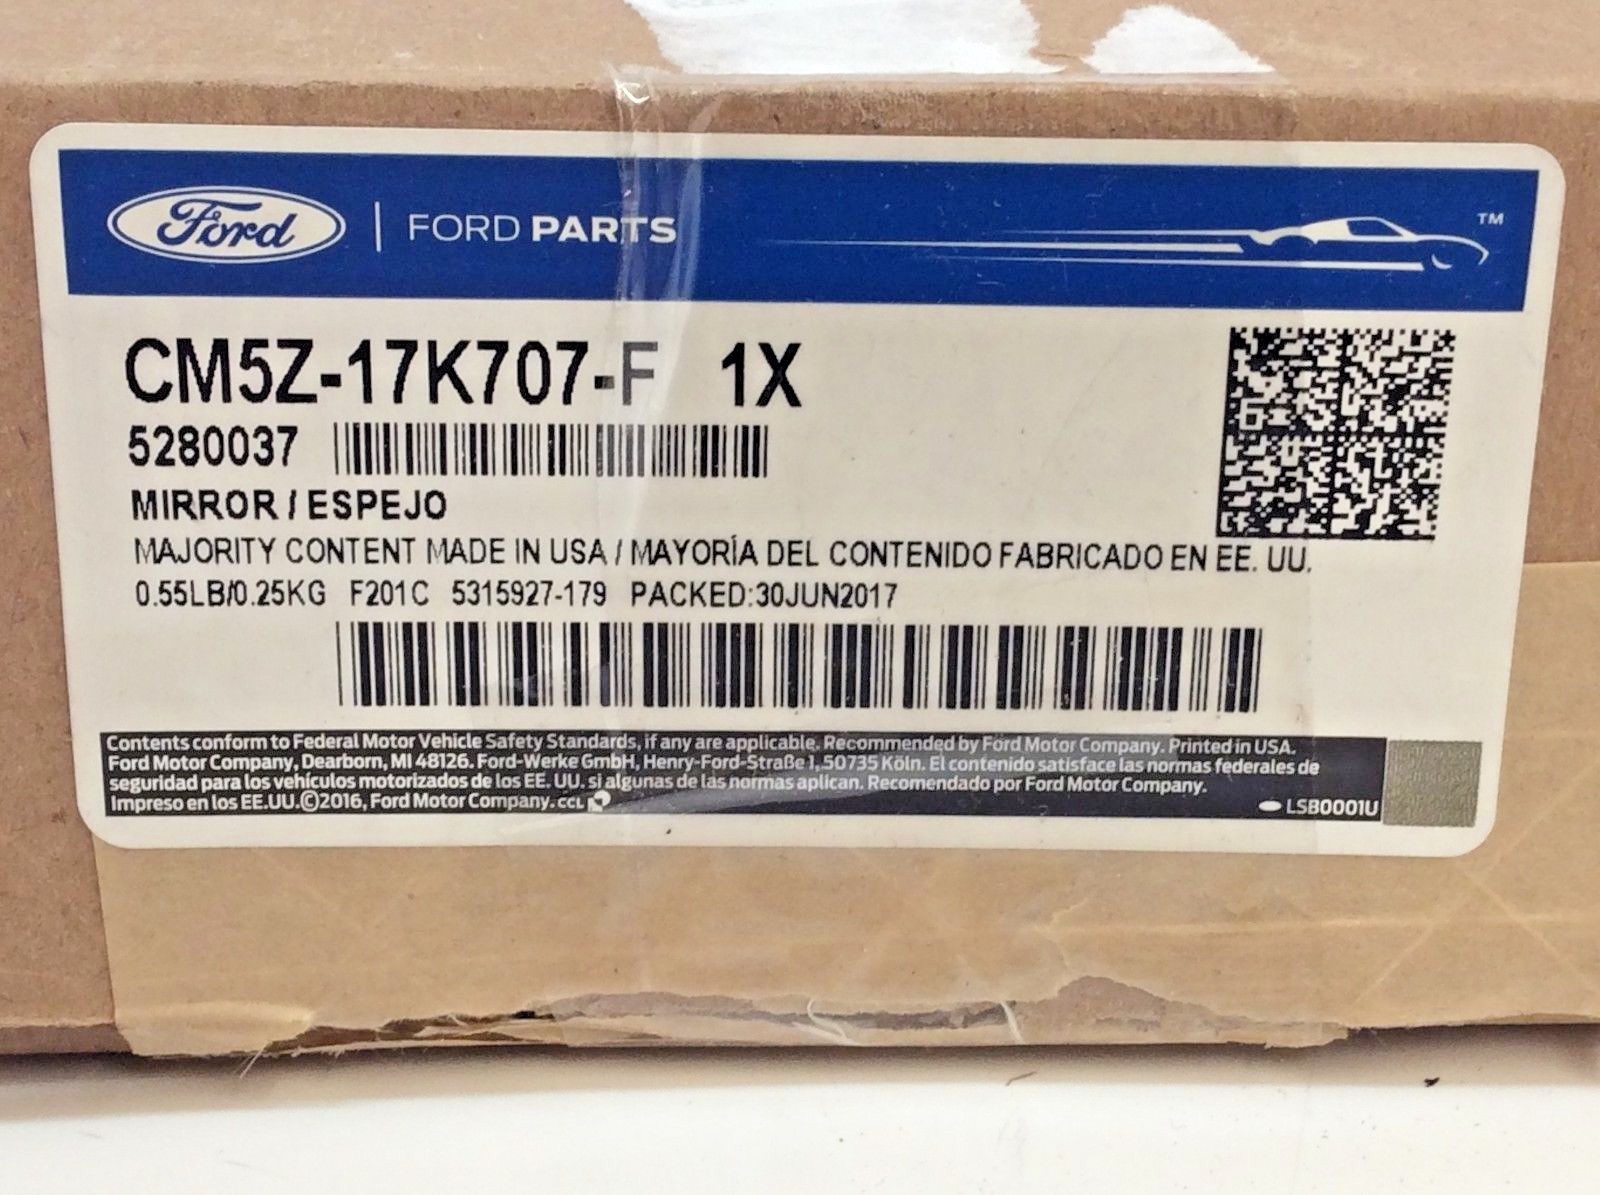 Ford | FORD PARTS ™
CM5Z-17K707-F 1X
5280037
MIRROR / ESPEJO
MAJORITY CONTENT MADE IN USA / MAYORÍA DEL CONTENIDO FABRICADO EN EE. UU.
0.55LB/0.25KG F201C 5315927-179 PACKED:30JUN2017
Contents conform to Federal Motor Vehicle Safety Standards, if any are applicable. Recommended by Ford Motor Company. Printed in USA.
Ford Motor Company, Dearborn, MI 48126. Ford-Werke GmbH, Henry-Ford-Straße 1, 50735 Köln. El contenido satisface las normas federales de
seguridad para los vehículos motorizados de los EE. UU. si algunas de las normas aplican. Recomendado por Ford Motor Company.
Impreso en los EE.UU.©2016, Ford Motor Company. CCL
LSB0001U